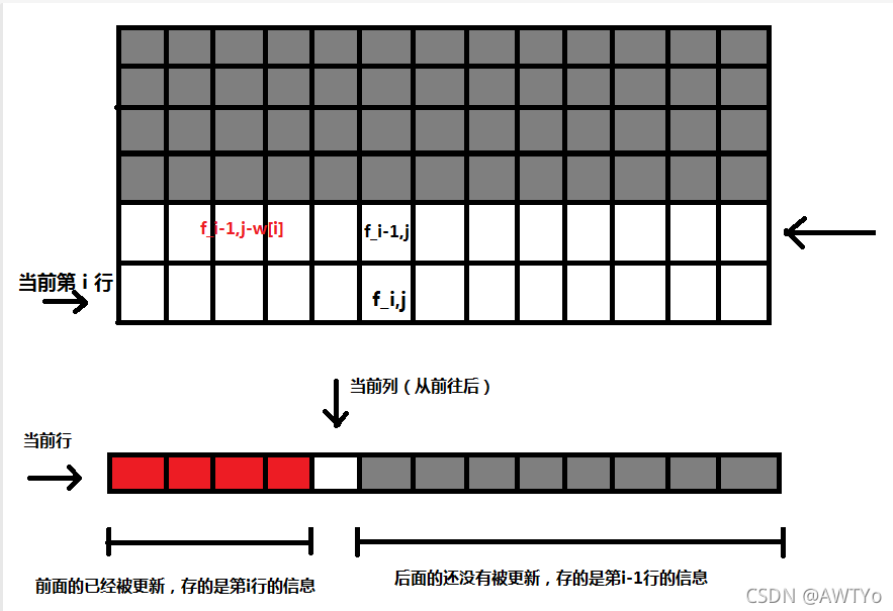 f_i-1,j-w[i]
f_i-1,j
当前第 i 行
f_i,j
当前列（从前往后）
当前行
前面的已经被更新，存的是第i行的信息
后面的还没有被更新，存的是第i-1行的信息
CSDN @AWTYo